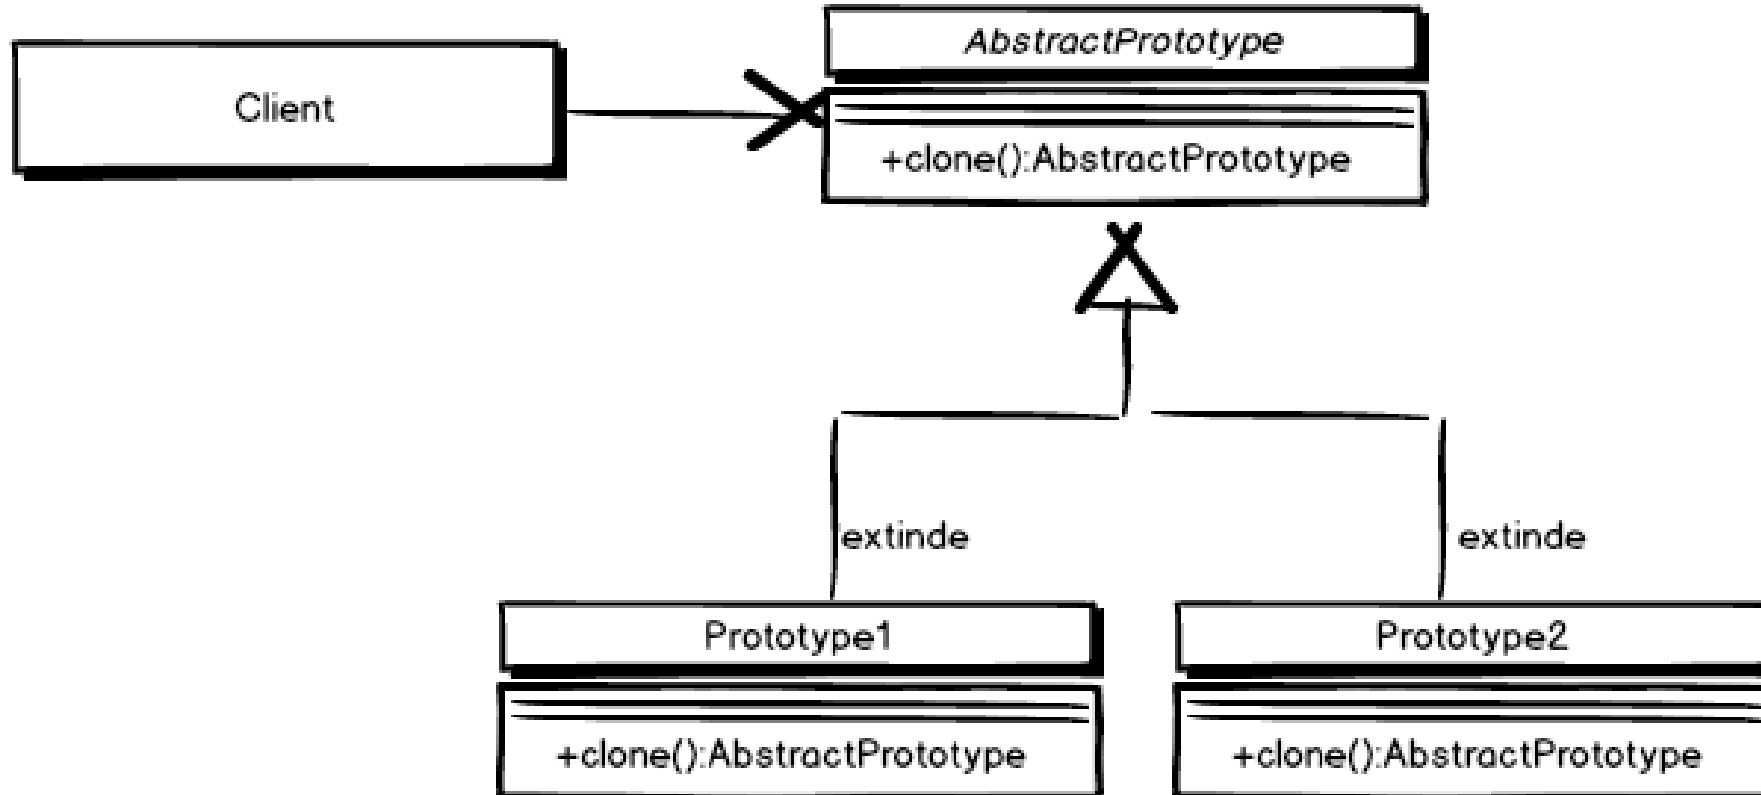 AbstractPrototype
Client
+clone():AbstractPrototype
extinde
extinde
Prototype1
Prototype2
+clone():AbstractPrototype
+clone():AbstractPrototype